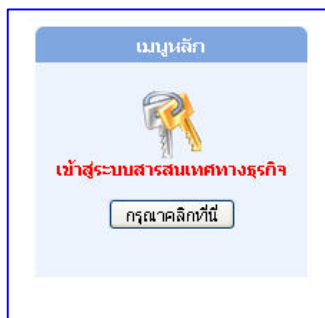 เมนูหลัก
เข้าสู่ระบบสารสนเทศทางธุรกิจ
กรุณาคลิกที่นี่